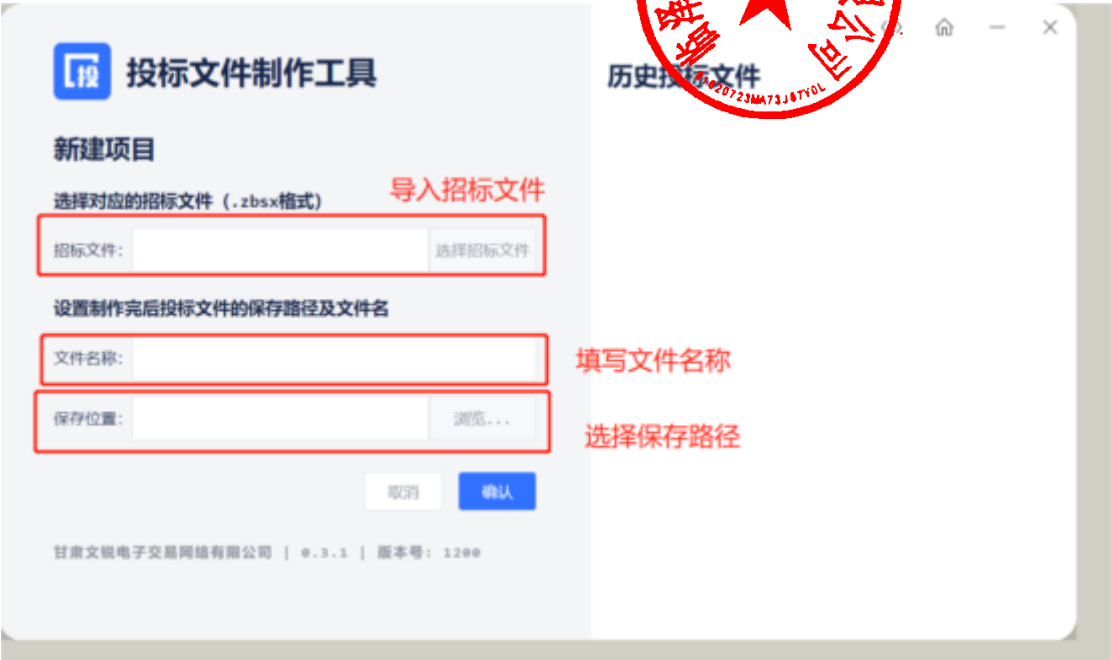 投标文件制作工具
新建项目
选择对应的招标文件（.zbsx格式）
导入招标文件
招标文件：
选择招标文件
设置制作完后投标文件的保存路径及文件名
文件名称：
填写文件名称
保存位置：
浏览...
选择保存路径
取消
确认
甘肃文锐电子交易网络有限公司 | 0.3.1 | 版本号: 1200
历史投标文件
公司